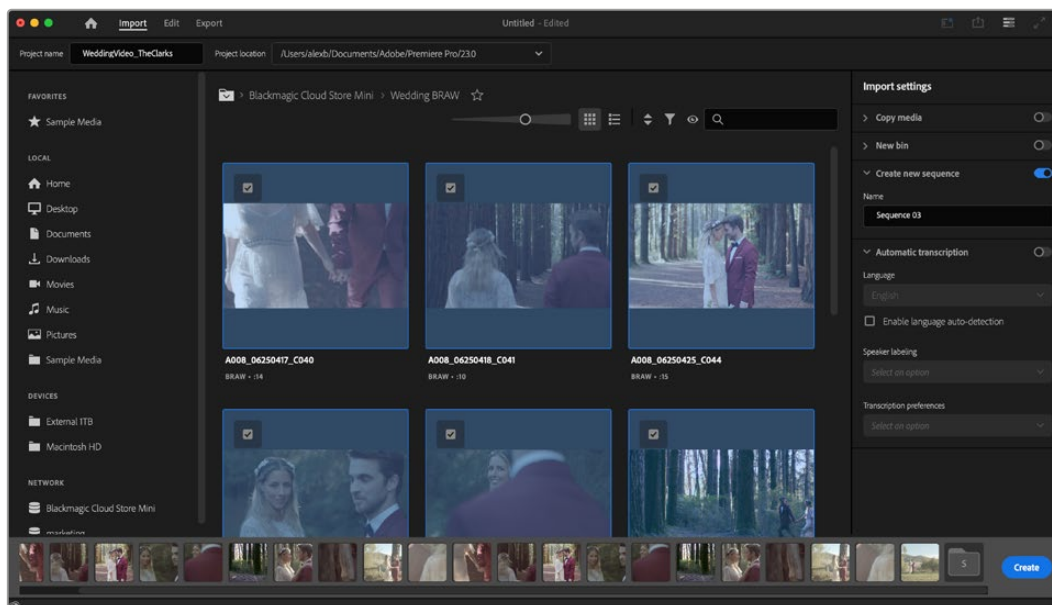 Import Edit Export Untitled - Edited
Project name WeddingVideo_TheClarks Project location /Users/alexb/Documents/Adobe/Premiere Pro/23.0
FAVORITES
Sample Media
LOCAL
Home
Desktop
Documents
Downloads
Movies
Music
Pictures
Sample Media
DEVICES
External 1TB
Macintosh HD
NETWORK
Blackmagic Cloud Store Mini
marketing
> Blackmagic Cloud Store Mini > Wedding BRAW
A008_06250417_C040
BRAW • :14
A008_06250418_C041
BRAW • :10
A008_06250425_C044
BRAW • :15
Import settings
Copy media
New bin
Create new sequence
Name
Sequence 03
Automatic transcription
Language
English
Enable language auto-detection
Speaker labeling
Select an option
Transcription preferences
Select an option
S
Create